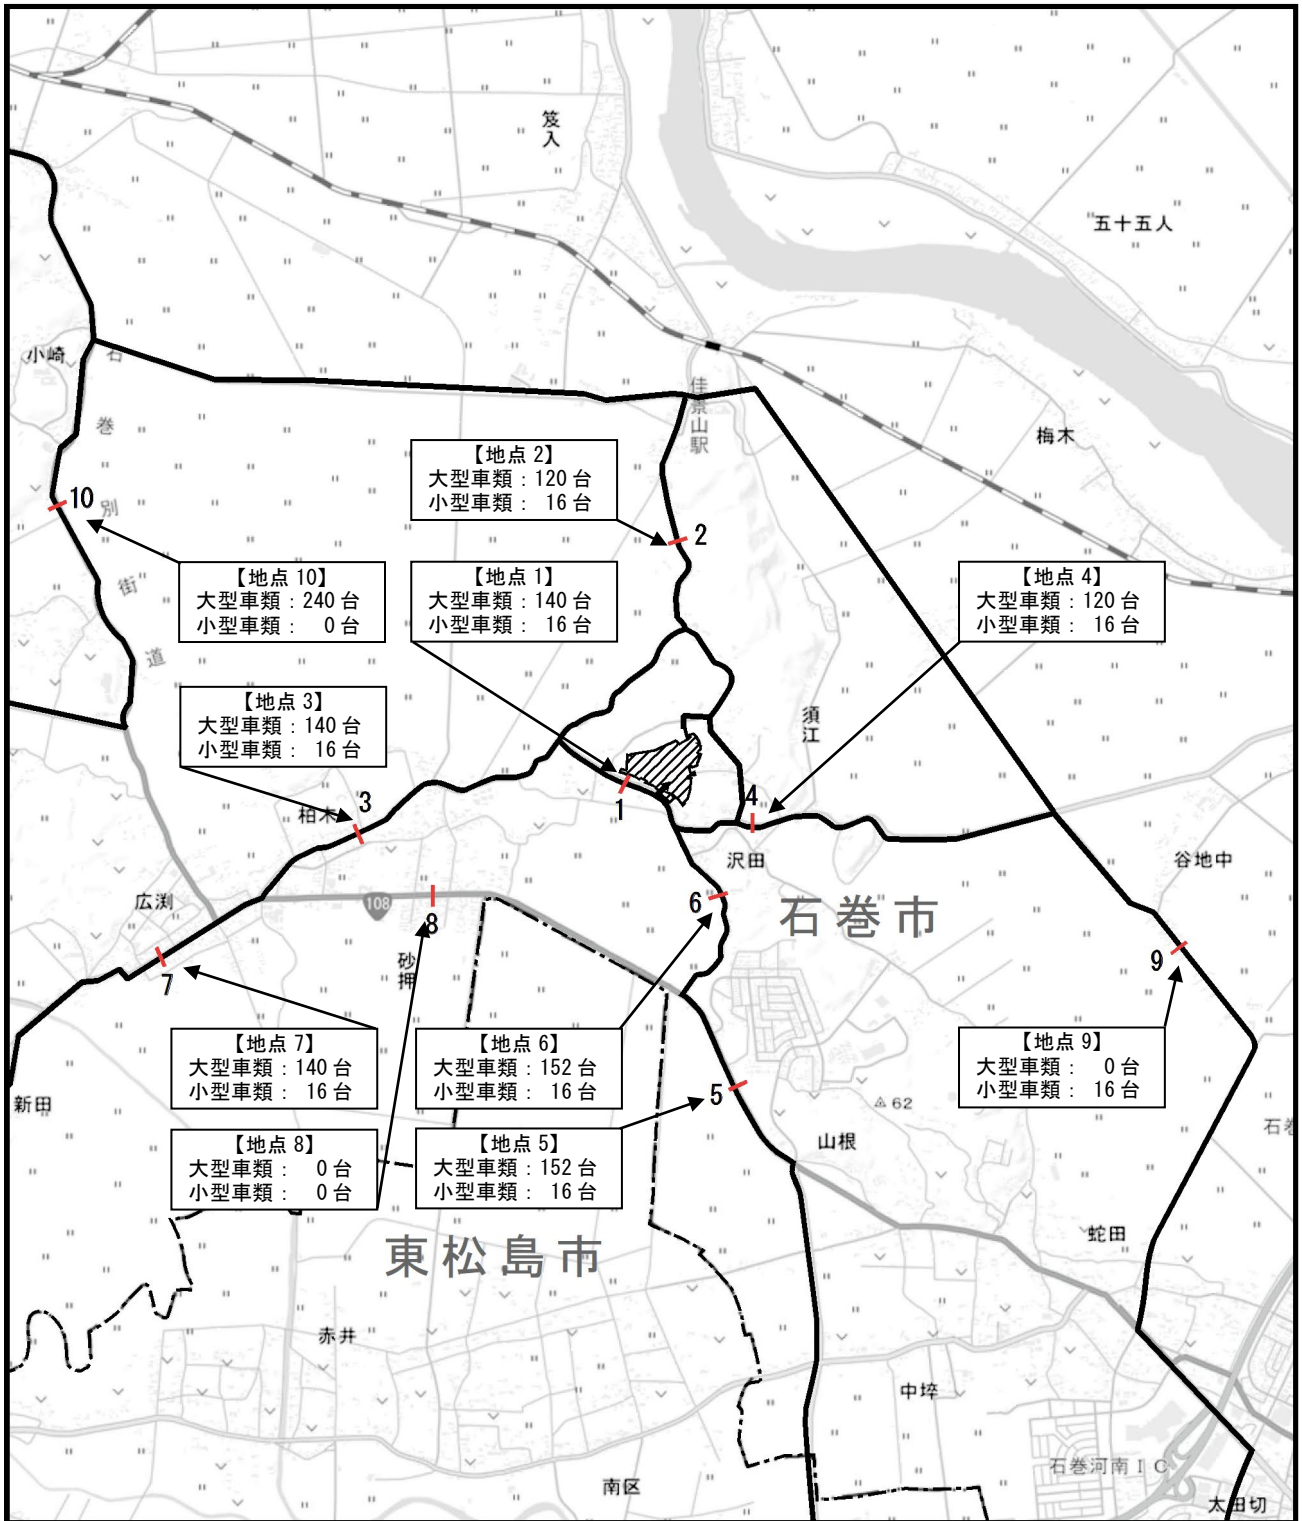 笈入
五十五人
小崎
石巻別街道
佳景山駅
梅木
【地点 2】
大型車類：120 台
小型車類： 16 台
10
2
【地点 10】
大型車類：240 台
小型車類： 0 台
【地点 1】
大型車類：140 台
小型車類： 16 台
【地点 4】
大型車類：120 台
小型車類： 16 台
【地点 3】
大型車類：140 台
小型車類： 16 台
須江
柏木
3
1
4
沢田
谷地中
広渕
108
8
6
石巻市
7
砂押
9
【地点 7】
大型車類：140 台
小型車類： 16 台
【地点 6】
大型車類：152 台
小型車類： 16 台
【地点 9】
大型車類： 0 台
小型車類： 16 台
5
新田
62
山根
【地点 8】
大型車類： 0 台
小型車類： 0 台
【地点 5】
大型車類：152 台
小型車類： 16 台
蛇田
東松島市
赤井
中埣
石巻河南ＩＣ
南区
太田切